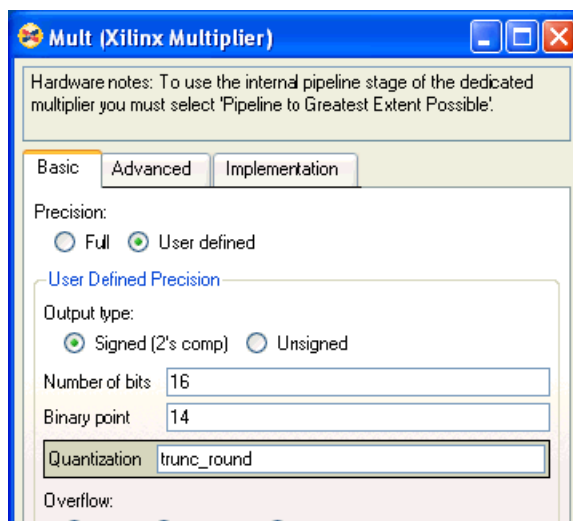 Mult (Xilinx Multiplier)
Hardware notes: To use the internal pipeline stage of the dedicated
multiplier you must select 'Pipeline to Greatest Extent Possible'.
Basic Advanced Implementation
Precision:
Full User defined
User Defined Precision
Output type:
Signed (2's comp) Unsigned
Number of bits 16
Binary point 14
Quantization trunc_round
Overflow: